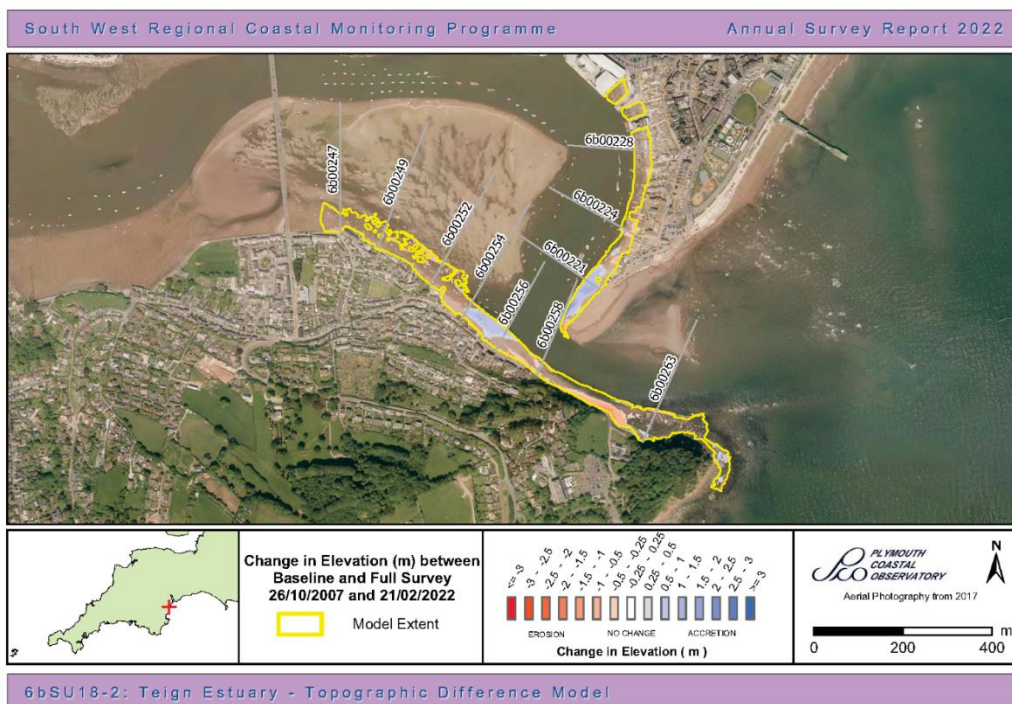 South West Regional Coastal Monitoring Programme Annual Survey Report 2022
6b00228
6b00247
6b00249
6b00224
6b00252
6b00221
6b00254
6b00256
6b00258
6b00263
Change in Elevation (m) between
Baseline and Full Survey
26/10/2007 and 21/02/2022
Model Extent
<= -3
-3 - -2.5
-2.5 - -2
-2 - -1.5
-1.5 - -1
-1 - -0.5
-0.5 - -0.25
-0.25 - 0.25
0.25 - 0.5
0.5 - 1
1 - 1.5
1.5 - 2
2 - 2.5
2.5 - 3
>= 3
EROSION NO CHANGE ACCRETION
Change in Elevation ( m )
PCO
PLYMOUTH
COASTAL
OBSERVATORY
Aerial Photography from 2017
N
m
0 200 400
6bSU18-2: Teign Estuary - Topographic Difference Model